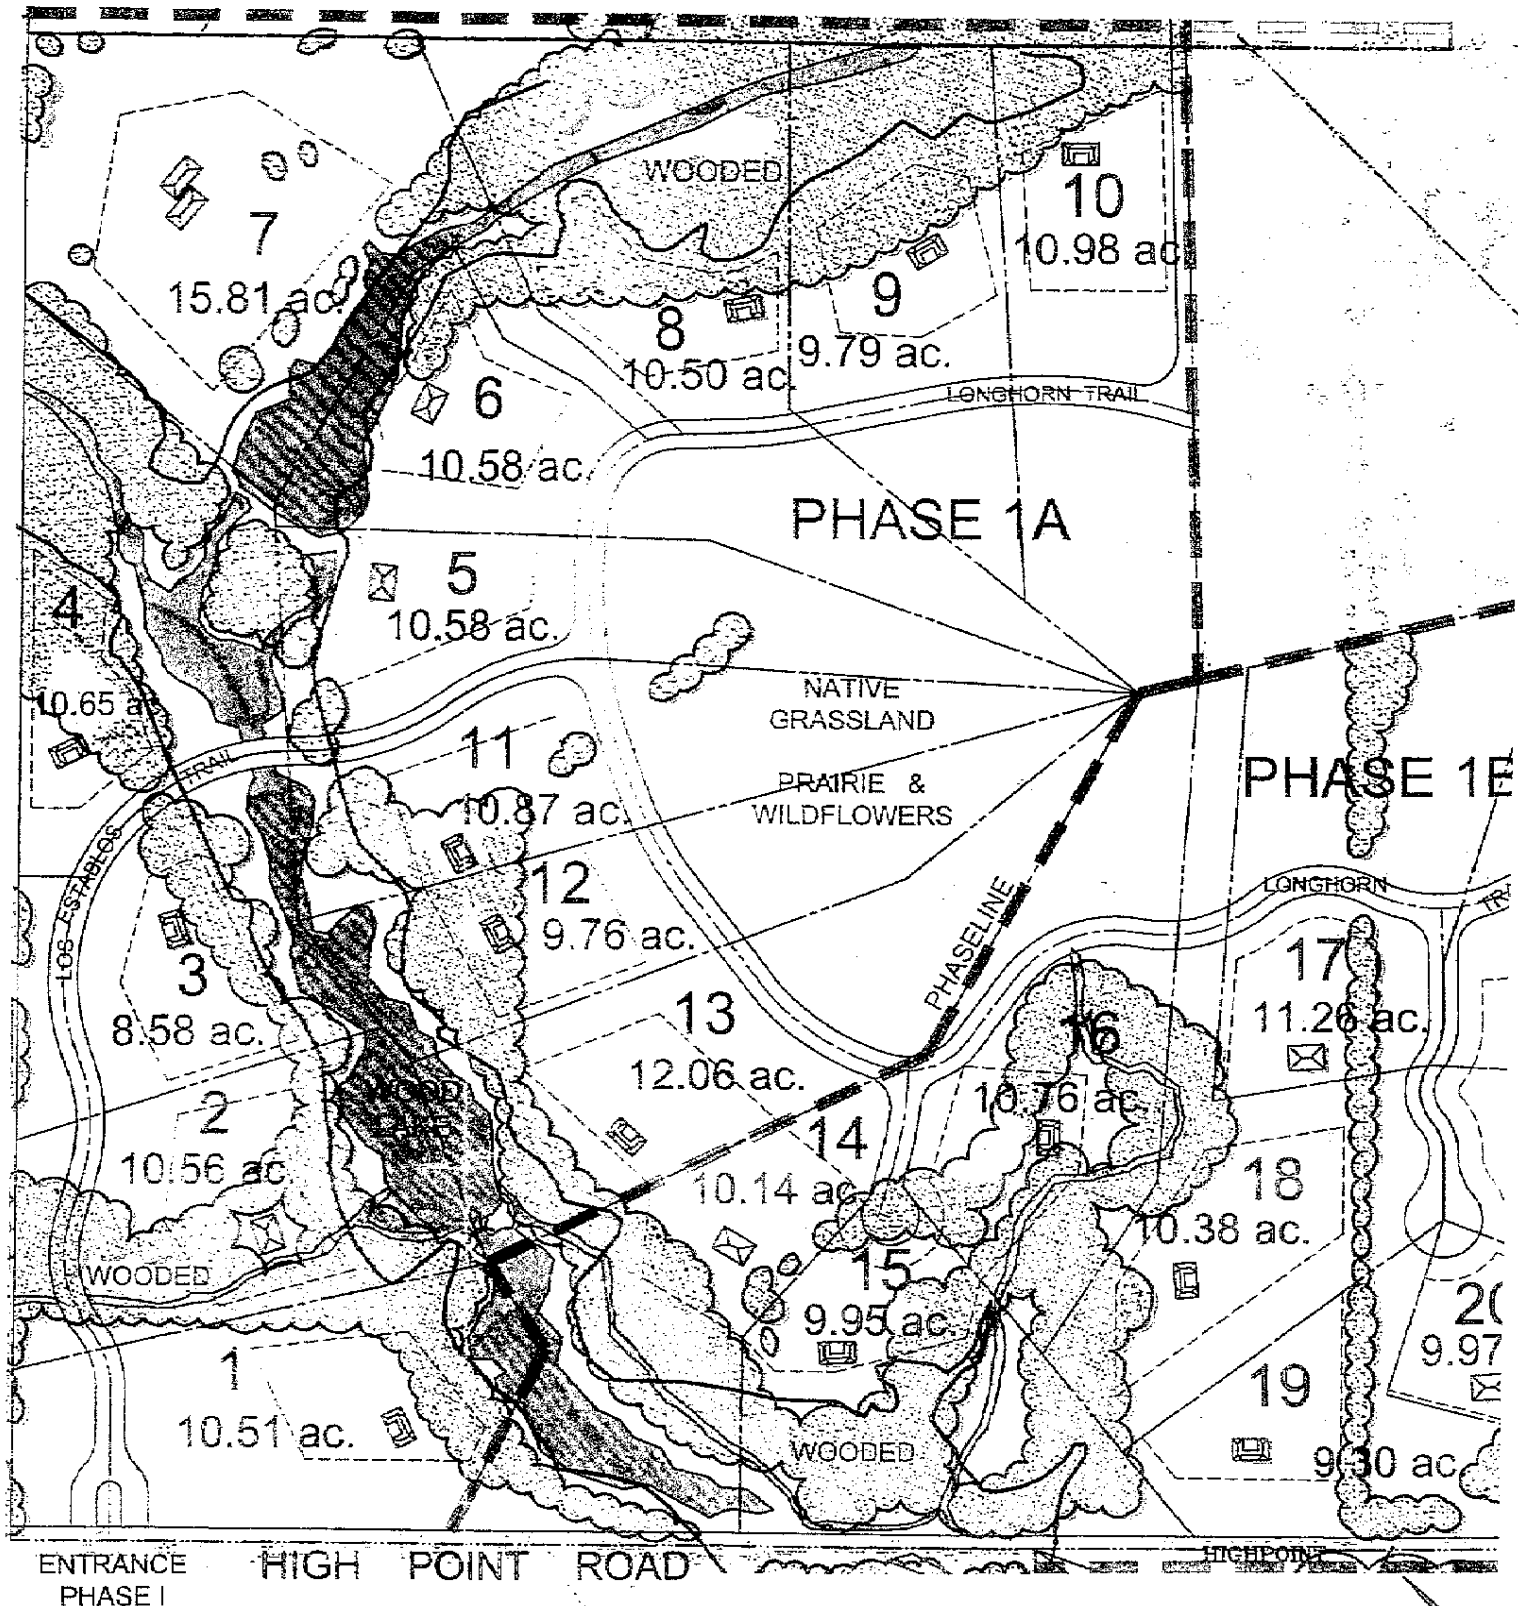 WOODED
7
15.81 ac.
10
10.98 ac
9
9.79 ac.
8
10.50 ac.
6
10.58 ac.
LONGHORN TRAIL
PHASE 1A
5
10.58 ac.
4
10.65 ac
NATIVE
GRASSLAND
PRAIRIE &
WILDFLOWERS
PHASE 1B
11
10.87 ac.
LOS ESTABLOS TRAIL
12
9.76 ac.
PHASELINE
LONGHORN
17
11.26 ac.
3
8.58 ac.
13
12.06 ac.
16
10.76 ac.
2
10.56 ac
WOOD
LAKE
14
10.14 ac
18
10.38 ac.
WOODED
15
9.95 ac
20
9.97
1
10.51 ac.
19
9.30 ac
WOODED
ENTRANCE
PHASE I
HIGH POINT ROAD
HIGHPOINT